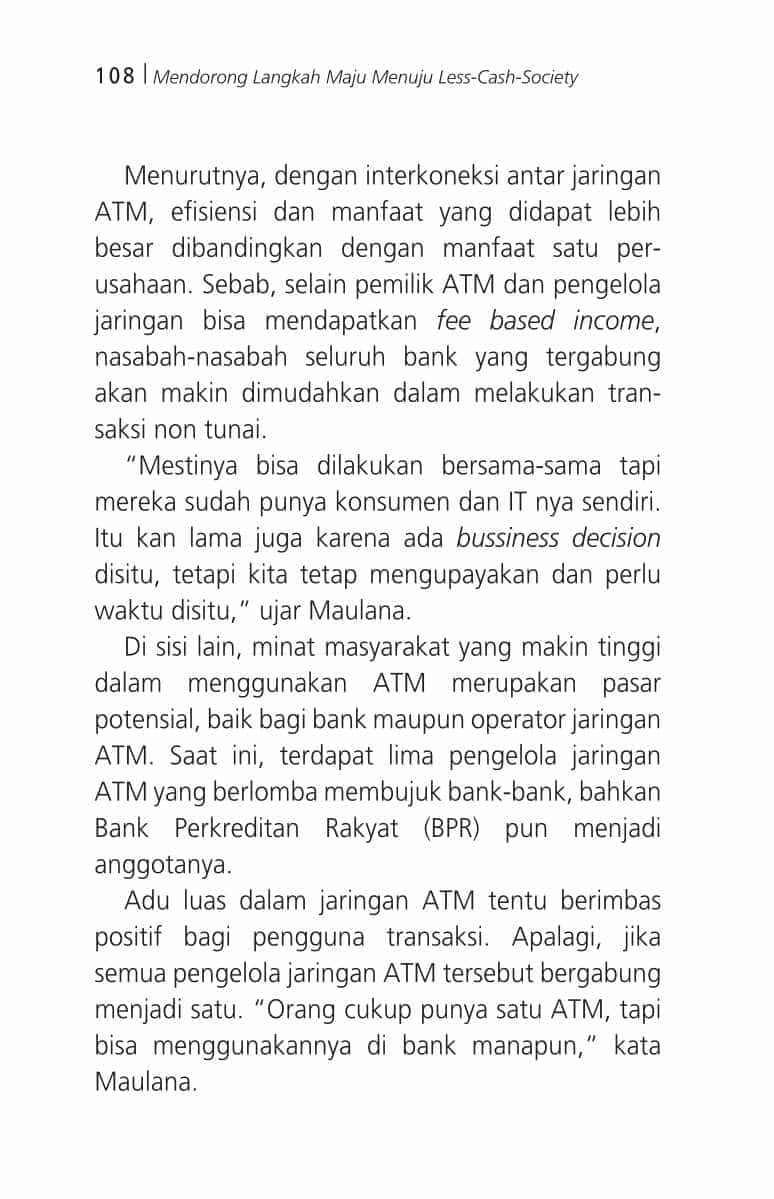 108 | Mendorong Langkah Maju Menuju Less-Cash-Society
Menurutnya, dengan interkoneksi antar jaringan
ATM, efisiensi dan manfaat yang didapat lebih
besar dibandingkan dengan manfaat satu per-
usahaan. Sebab, selain pemilik ATM dan pengelola
jaringan bisa mendapatkan fee based income,
nasabah-nasabah seluruh bank yang tergabung
akan makin dimudahkan dalam melakukan tran-
saksi non tunai.
“Mestinya bisa dilakukan bersama-sama tapi
mereka sudah punya konsumen dan IT nya sendiri.
Itu kan lama juga karena ada bussiness decision
disitu, tetapi kita tetap mengupayakan dan perlu
waktu disitu,” ujar Maulana.
Di sisi lain, minat masyarakat yang makin tinggi
dalam menggunakan ATM merupakan pasar
potensial, baik bagi bank maupun operator jaringan
ATM. Saat ini, terdapat lima pengelola jaringan
ATM yang berlomba membujuk bank-bank, bahkan
Bank Perkreditan Rakyat (BPR) pun menjadi
anggotanya.
Adu luas dalam jaringan ATM tentu berimbas
positif bagi pengguna transaksi. Apalagi, jika
semua pengelola jaringan ATM tersebut bergabung
menjadi satu. “Orang cukup punya satu ATM, tapi
bisa menggunakannya di bank manapun,” kata
Maulana.